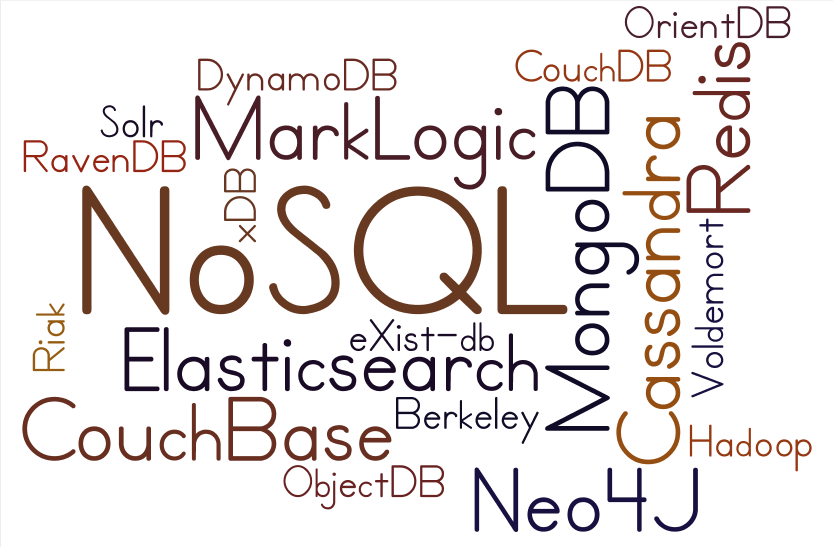 OrientDB
CouchDB
DynamoDB
Redis
Solr
MarkLogic
MongoDB
Cassandra
RavenDB
xDB
NoSQL
Voldemort
Riak
eXist-db
Elasticsearch
CouchBase
Berkeley
Hadoop
ObjectDB
Neo4J